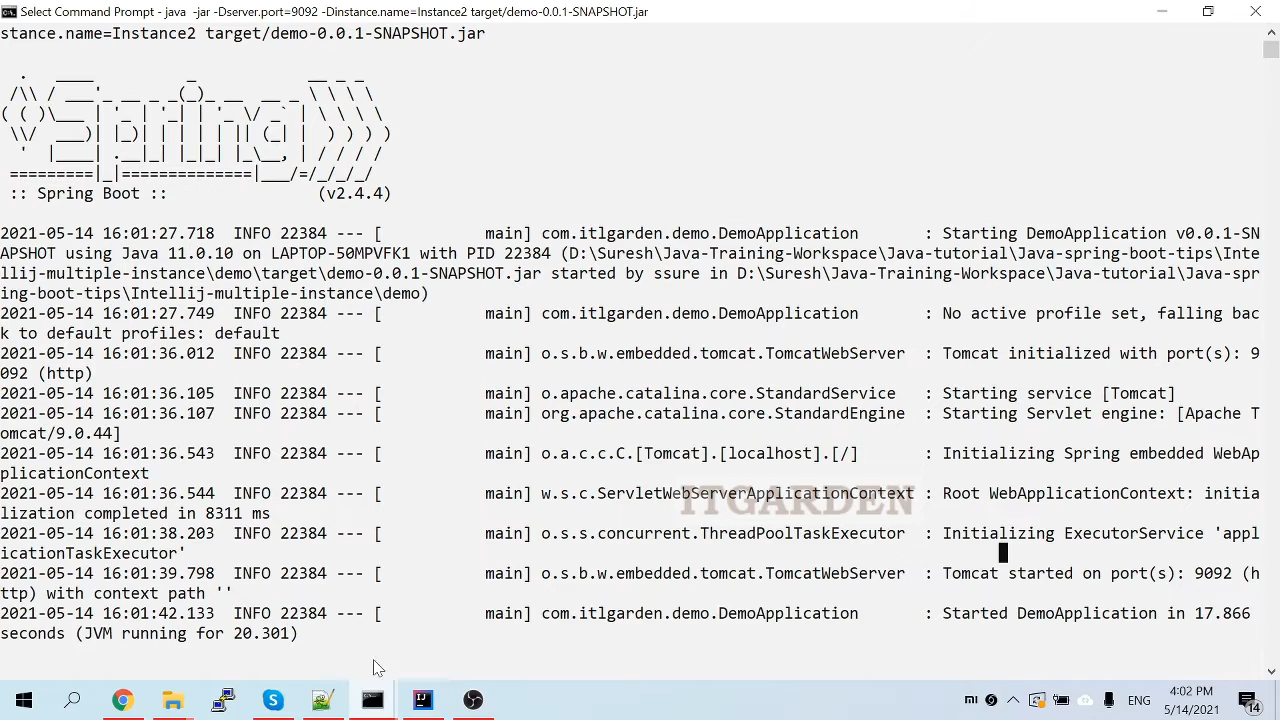 Select Command Prompt - java  -jar -Dserver.port=9092 -Dinstance.name=Instance2 target/demo-0.0.1-SNAPSHOT.jar
stance.name=Instance2 target/demo-0.0.1-SNAPSHOT.jar
  .   ____          _            __ _ _
 /\\ / ___'_ __ _ _(_)_ __  __ _ \ \ \ \
( ( )\___ | '_ | '_| | '_ \/ _` | \ \ \ \
 \\/  ___)| |_)| | | | | || (_| |  ) ) ) )
  '  |____| .__|_| |_|_| |_\__, | / / / /
 =========|_|==============|___/=/_/_/_/
 :: Spring Boot ::                (v2.4.4)
2021-05-14 16:01:27.718  INFO 22384 --- [           main] com.itlgarden.demo.DemoApplication       : Starting DemoApplication v0.0.1-SN
APSHOT using Java 11.0.10 on LAPTOP-50MPVFK1 with PID 22384 (D:\Suresh\Java-Training-Workspace\Java-tutorial\Java-spring-boot-tips\Inte
llij-multiple-instance\demo\target\demo-0.0.1-SNAPSHOT.jar started by ssure in D:\Suresh\Java-Training-Workspace\Java-tutorial\Java-spr
ing-boot-tips\Intellij-multiple-instance\demo)
2021-05-14 16:01:27.749  INFO 22384 --- [           main] com.itlgarden.demo.DemoApplication       : No active profile set, falling bac
k to default profiles: default
2021-05-14 16:01:36.012  INFO 22384 --- [           main] o.s.b.w.embedded.tomcat.TomcatWebServer  : Tomcat initialized with port(s): 9
092 (http)
2021-05-14 16:01:36.105  INFO 22384 --- [           main] o.apache.catalina.core.StandardService   : Starting service [Tomcat]
2021-05-14 16:01:36.107  INFO 22384 --- [           main] org.apache.catalina.core.StandardEngine  : Starting Servlet engine: [Apache T
omcat/9.0.44]
2021-05-14 16:01:36.543  INFO 22384 --- [           main] o.a.c.c.C.[Tomcat].[localhost].[/]       : Initializing Spring embedded WebAp
plicationContext
2021-05-14 16:01:36.544  INFO 22384 --- [           main] w.s.c.ServletWebServerApplicationContext : Root WebApplicationContext: initia
lization completed in 8311 ms
ITGARDEN
2021-05-14 16:01:38.203  INFO 22384 --- [           main] o.s.s.concurrent.ThreadPoolTaskExecutor  : Initializing ExecutorService 'appl
icationTaskExecutor'
2021-05-14 16:01:39.798  INFO 22384 --- [           main] o.s.b.w.embedded.tomcat.TomcatWebServer  : Tomcat started on port(s): 9092 (h
ttp) with context path ''
2021-05-14 16:01:42.133  INFO 22384 --- [           main] com.itlgarden.demo.DemoApplication       : Started DemoApplication in 17.866
seconds (JVM running for 20.301)
ENG
4:02 PM
5/14/2021
14